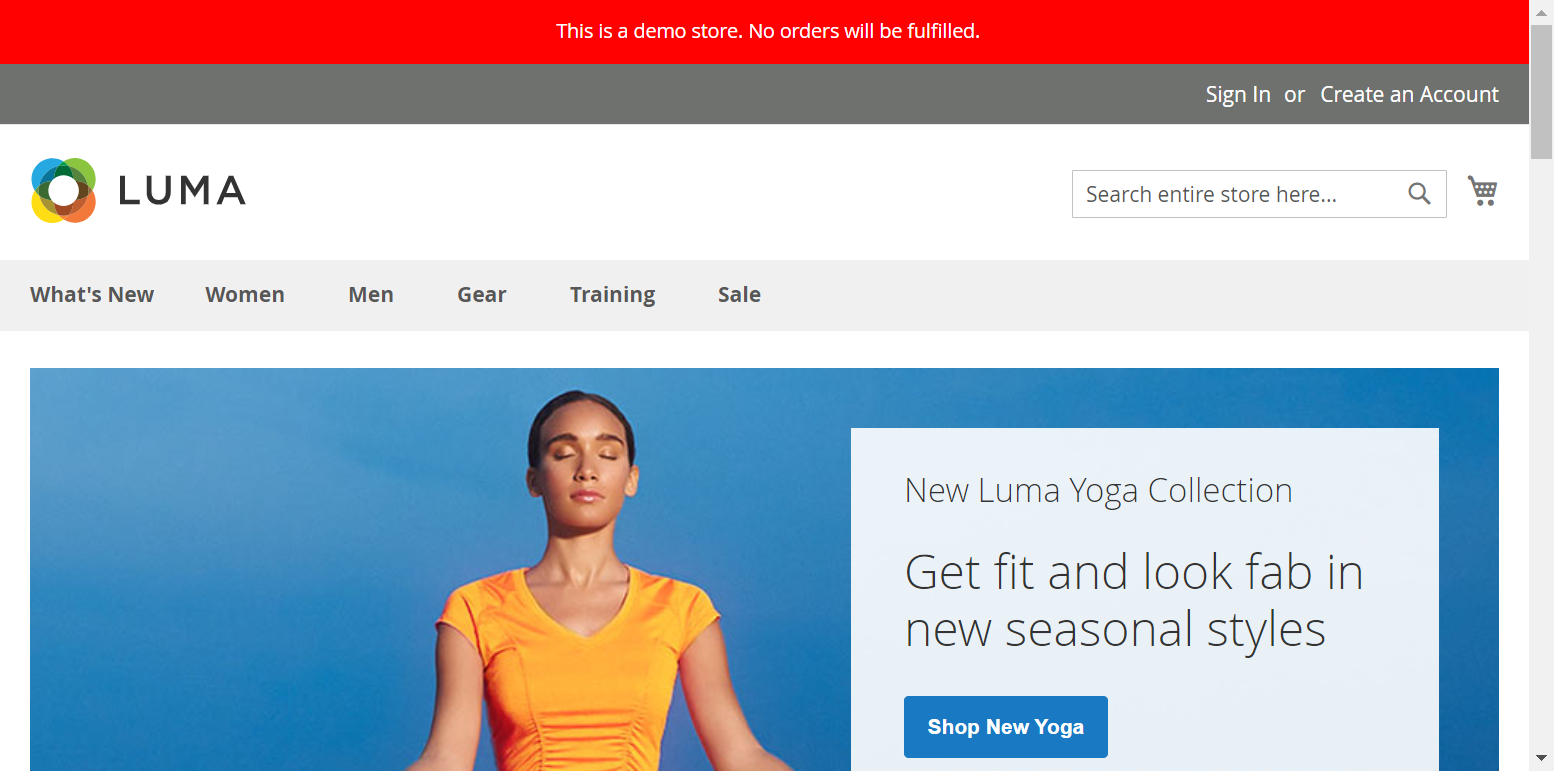 This is a demo store. No orders will be fulfilled.
Sign In or Create an Account
LUMA
Search entire store here...
What's New Women Men Gear Training Sale
New Luma Yoga Collection
Get fit and look fab in
new seasonal styles
Shop New Yoga